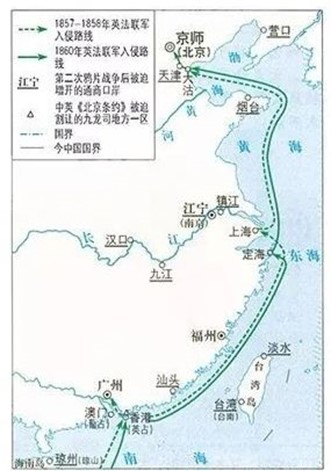 1857-1858年英法联军
入侵路线
1860年英法联军入侵路
线
江宁 第二次鸦片战争后被迫
增开的通商口岸
中英《北京条约》被迫
割让的九龙司地方一区
国界
今中国国界
京师
(北京)
营口
渤
海
天津
大沽
烟台
黄
河
黄
海
江宁
(南京)
镇江
上海
长
江
汉口
九江
定海
东
海
福州
淡水
台湾岛
台湾
(台南)
汕头
广州
澳门
香港
(英占)
南
海
海南岛
琼州(琼山)